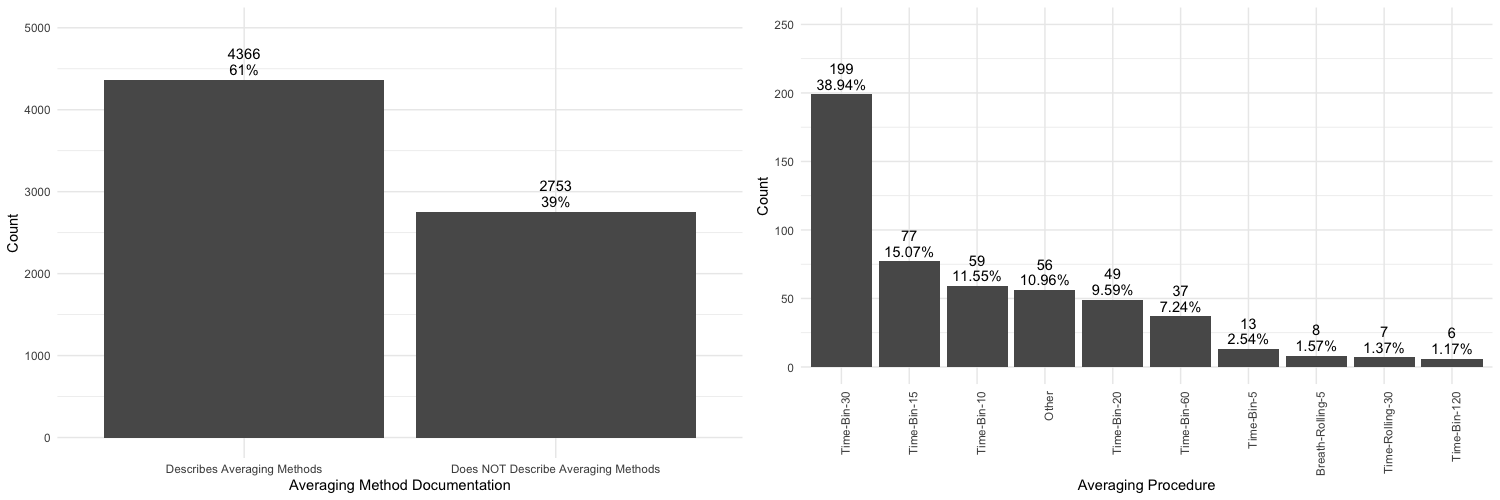 5000
4000
3000
2000
1000
0
Count
4366
61%
2753
39%
Describes Averaging Methods
Does NOT Describe Averaging Methods
Averaging Method Documentation
250
200
150
100
50
0
Count
199
38.94%
77
15.07%
59
11.55%
56
10.96%
49
9.59%
37
7.24%
13
2.54%
8
1.57%
7
1.37%
6
1.17%
Time-Bin-30
Time-Bin-15
Time-Bin-10
Other
Time-Bin-20
Time-Bin-60
Time-Bin-5
Breath-Rolling-5
Time-Rolling-30
Time-Bin-120
Averaging Procedure